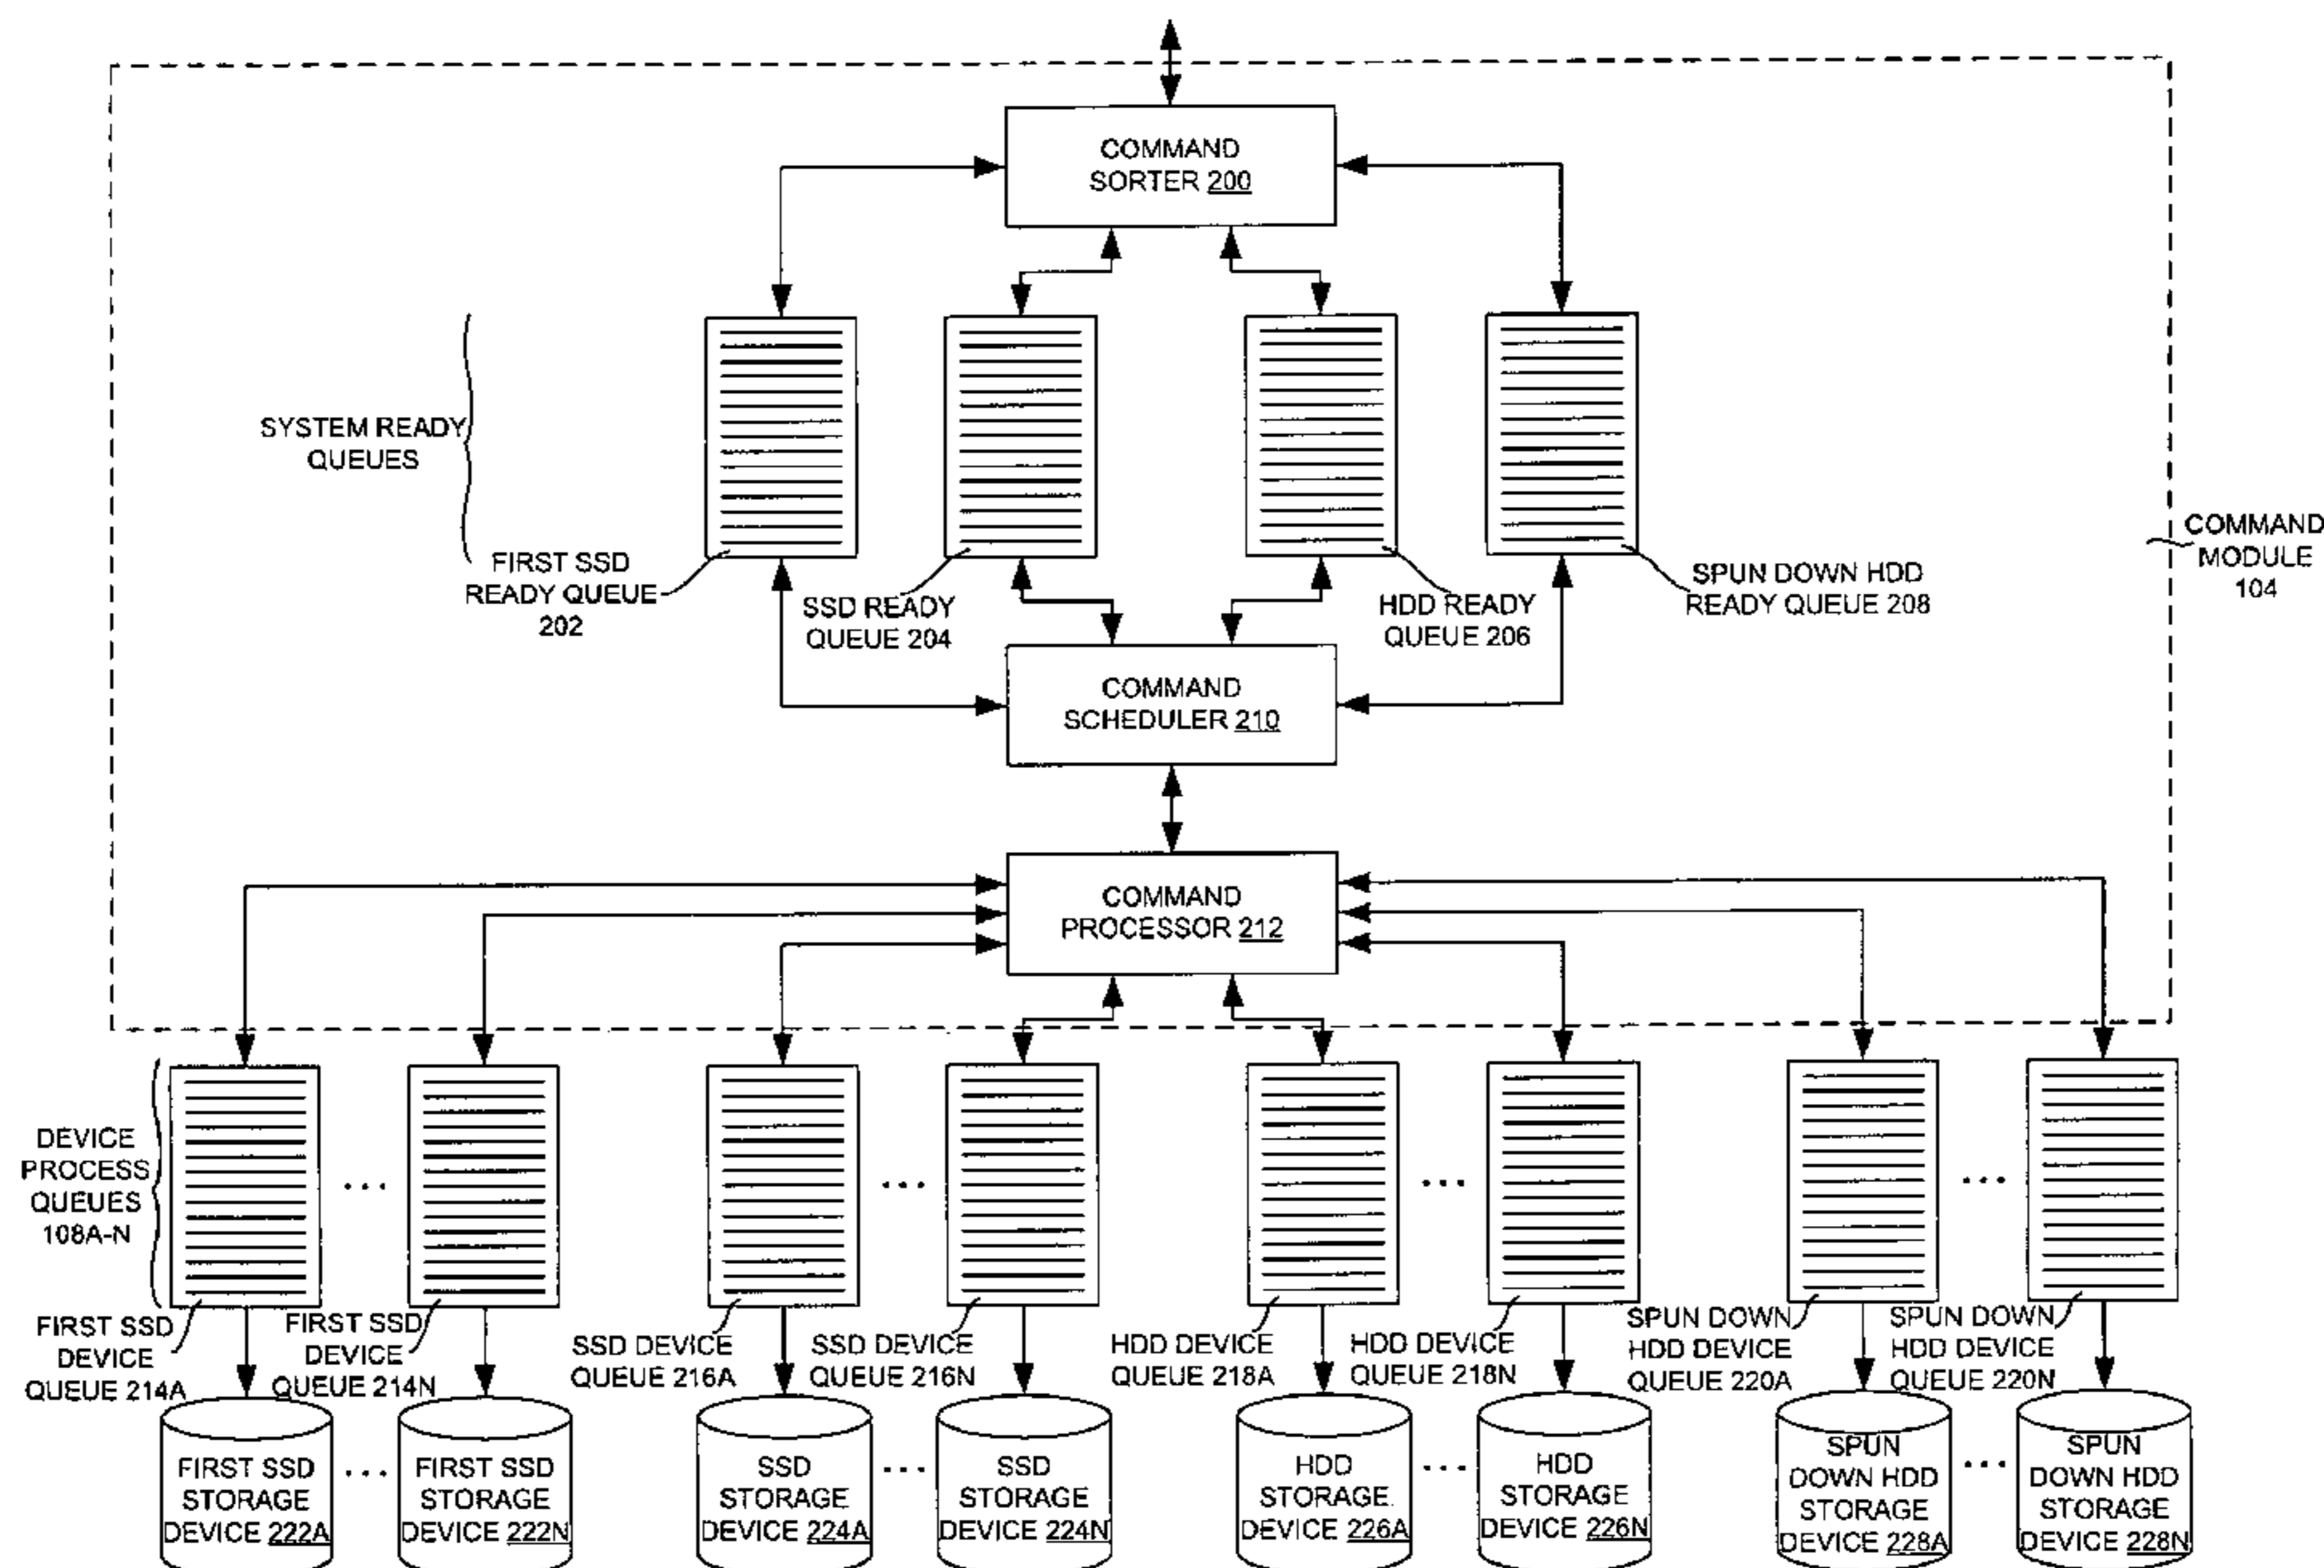 COMMAND
SORTER 200
SYSTEM READY
QUEUES
FIRST SSD
READY QUEUE
202
SSD READY
QUEUE 204
HDD READY
QUEUE 206
SPUN DOWN HDD
READY QUEUE 208
COMMAND
MODULE
104
COMMAND
SCHEDULER 210
COMMAND
PROCESSOR 212
DEVICE
PROCESS
QUEUES
108A-N
...
...
...
...
FIRST SSD
DEVICE
QUEUE 214A
FIRST SSD
DEVICE
QUEUE 214N
SSD DEVICE
QUEUE 216A
SSD DEVICE
QUEUE 216N
HDD DEVICE
QUEUE 218A
HDD DEVICE
QUEUE 218N
SPUN DOWN
HDD DEVICE
QUEUE 220A
SPUN DOWN
HDD DEVICE
QUEUE 220N
FIRST SSD
STORAGE
DEVICE 222A
...
FIRST SSD
STORAGE
DEVICE 222N
SSD
STORAGE
DEVICE 224A
...
SSD
STORAGE
DEVICE 224N
HDD
STORAGE
DEVICE 226A
...
HDD
STORAGE
DEVICE 226N
SPUN
DOWN HDD
STORAGE
DEVICE 228A
...
SPUN
DOWN HDD
STORAGE
DEVICE 228N